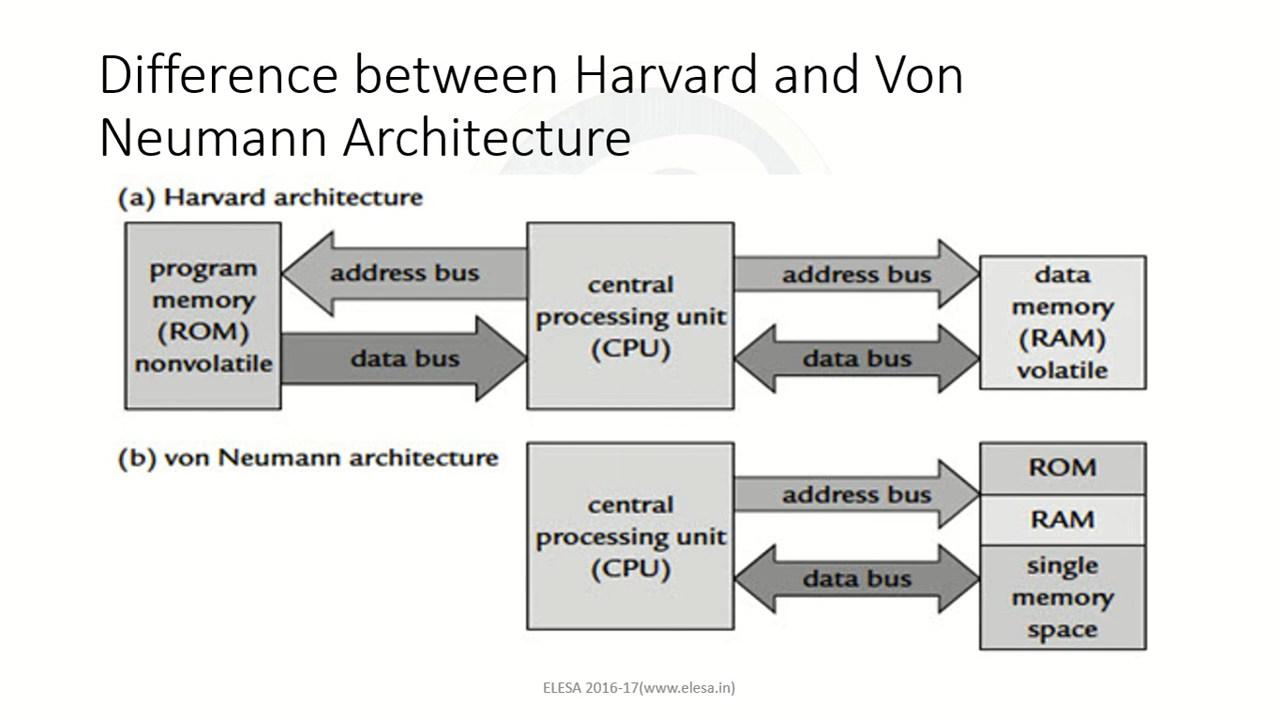 Difference between Harvard and Von
Neumann Architecture
(a) Harvard architecture
program
memory
(ROM)
nonvolatile
address bus
data bus
central
processing unit
(CPU)
address bus
data bus
data
memory
(RAM)
volatile
(b) von Neumann architecture
central
processing unit
(CPU)
address bus
data bus
ROM
RAM
single
memory
space
ELESA 2016-17(www.elesa.in)